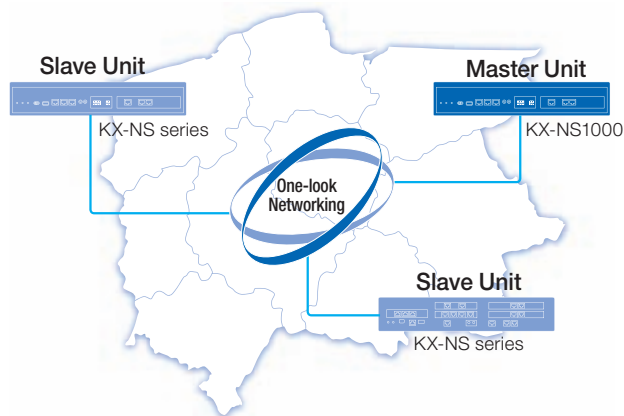 Slave Unit
KX-NS series
Master Unit
KX-NS1000
One-look
Networking
Slave Unit
KX-NS series